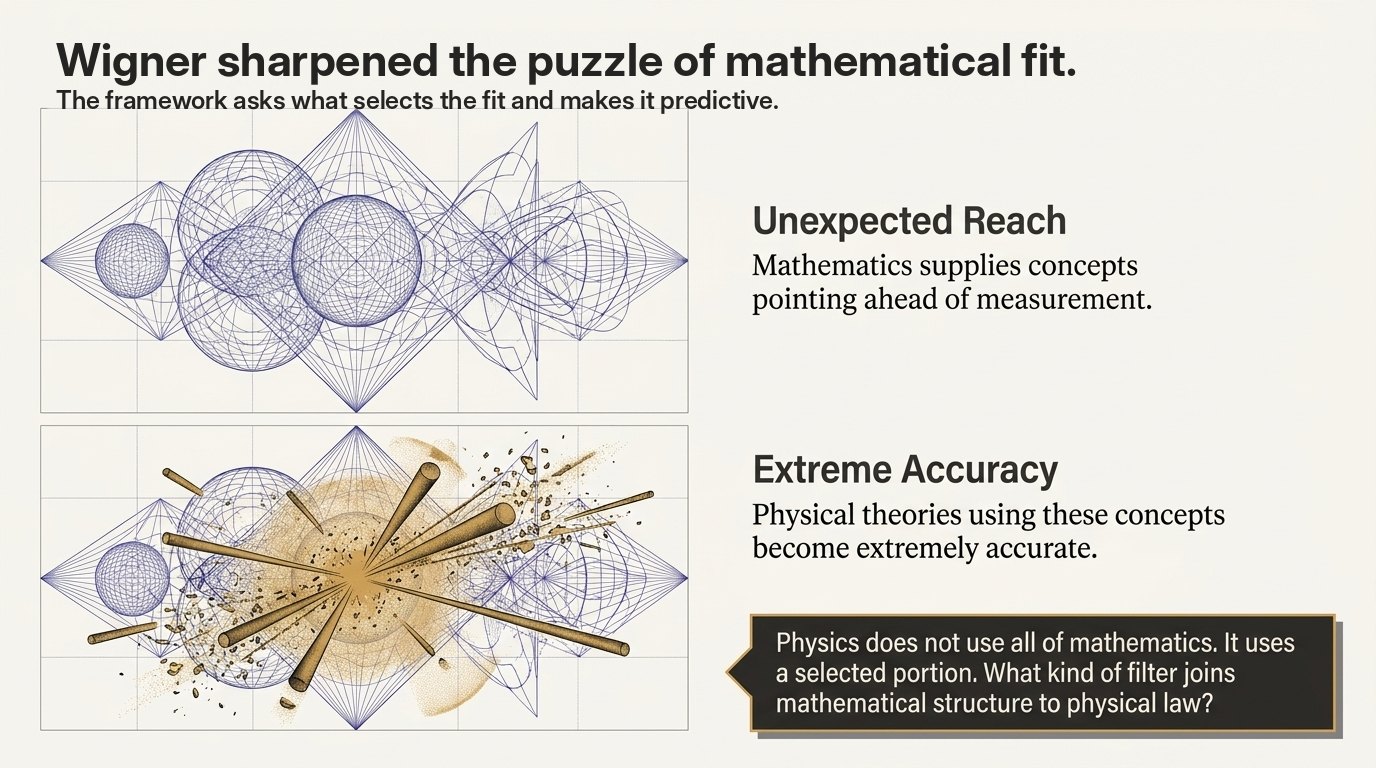 Wigner sharpened the puzzle of mathematical fit.
The framework asks what selects the fit and makes it predictive.
Unexpected Reach
Mathematics supplies concepts
pointing ahead of measurement.
Extreme Accuracy
Physical theories using these concepts
become extremely accurate.
Physics does not use all of mathematics. It uses
a selected portion. What kind of filter joins
mathematical structure to physical law?